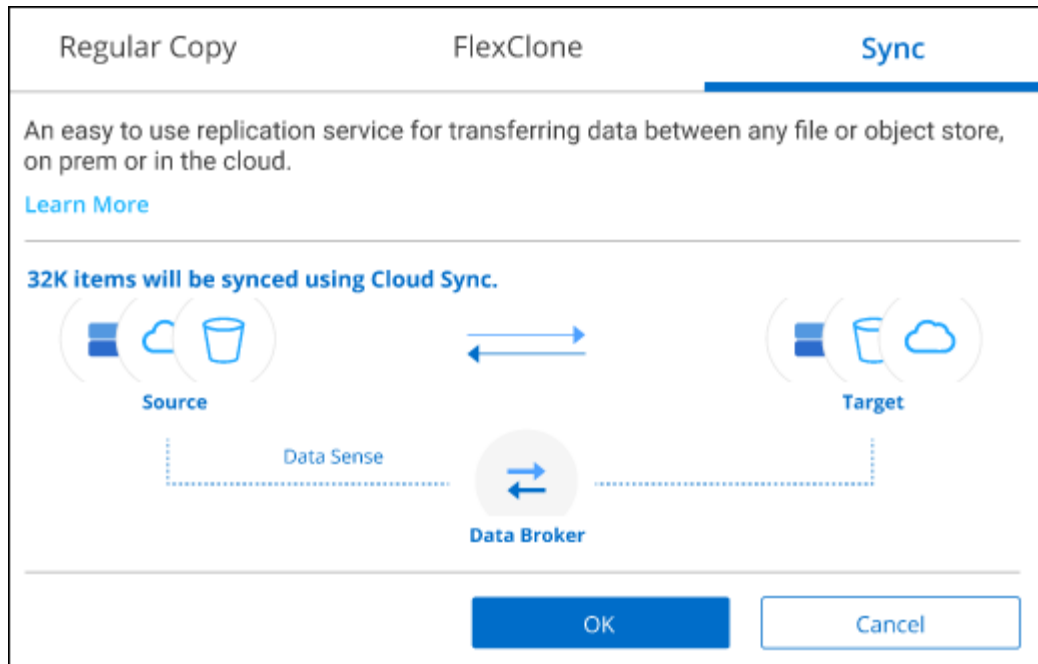 Regular Copy
FlexClone
Sync
An easy to use replication service for transferring data between any file or object store,
on prem or in the cloud.
Learn More
32K items will be synced using Cloud Sync.
Source
Target
Data Sense
Data Broker
OK
Cancel